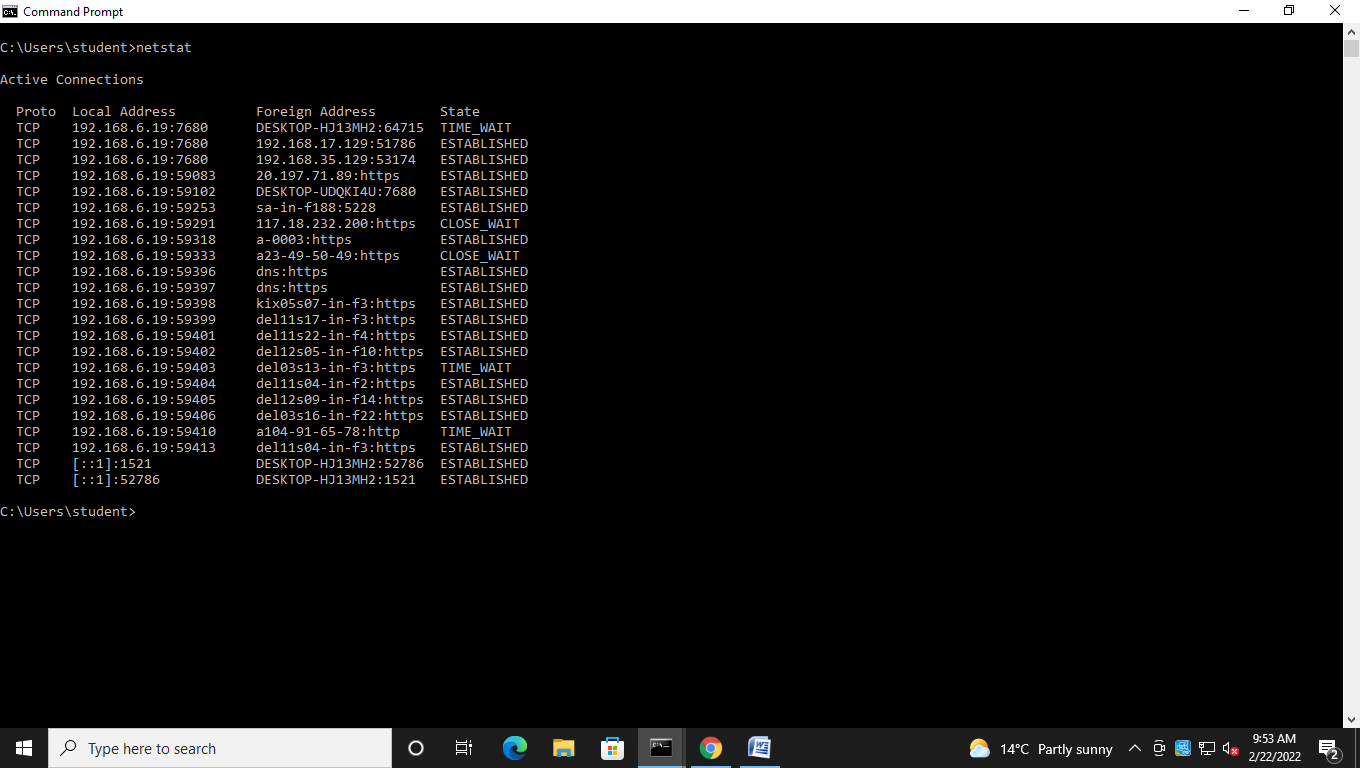 Command Prompt
C:\Users\student>netstat
Active Connections
Proto  Local Address          Foreign Address        State
TCP    192.168.6.19:7680      DESKTOP-HJ13MH2:64715  TIME_WAIT
TCP    192.168.6.19:7680      192.168.17.129:51786   ESTABLISHED
TCP    192.168.6.19:7680      192.168.35.129:53174   ESTABLISHED
TCP    192.168.6.19:59083     20.197.71.89:https     ESTABLISHED
TCP    192.168.6.19:59102     DESKTOP-UDQKI4U:7680   ESTABLISHED
TCP    192.168.6.19:59253     sa-in-f188:5228        ESTABLISHED
TCP    192.168.6.19:59291     117.18.232.200:https   CLOSE_WAIT
TCP    192.168.6.19:59318     a-0003:https           ESTABLISHED
TCP    192.168.6.19:59333     a23-49-50-49:https     CLOSE_WAIT
TCP    192.168.6.19:59396     dns:https              ESTABLISHED
TCP    192.168.6.19:59397     dns:https              ESTABLISHED
TCP    192.168.6.19:59398     kix05s07-in-f3:https   ESTABLISHED
TCP    192.168.6.19:59399     del11s17-in-f3:https   ESTABLISHED
TCP    192.168.6.19:59401     del11s22-in-f4:https   ESTABLISHED
TCP    192.168.6.19:59402     del12s05-in-f10:https  ESTABLISHED
TCP    192.168.6.19:59403     del03s13-in-f3:https   TIME_WAIT
TCP    192.168.6.19:59404     del11s04-in-f2:https   ESTABLISHED
TCP    192.168.6.19:59405     del12s09-in-f14:https  ESTABLISHED
TCP    192.168.6.19:59406     del03s16-in-f22:https  ESTABLISHED
TCP    192.168.6.19:59410     a104-91-65-78:http     TIME_WAIT
TCP    192.168.6.19:59413     del11s04-in-f3:https   ESTABLISHED
TCP    [::1]:1521             DESKTOP-HJ13MH2:52786  ESTABLISHED
TCP    [::1]:52786            DESKTOP-HJ13MH2:1521   ESTABLISHED
C:\Users\student>
Type here to search
14°C Partly sunny
9:53 AM
2/22/2022
2